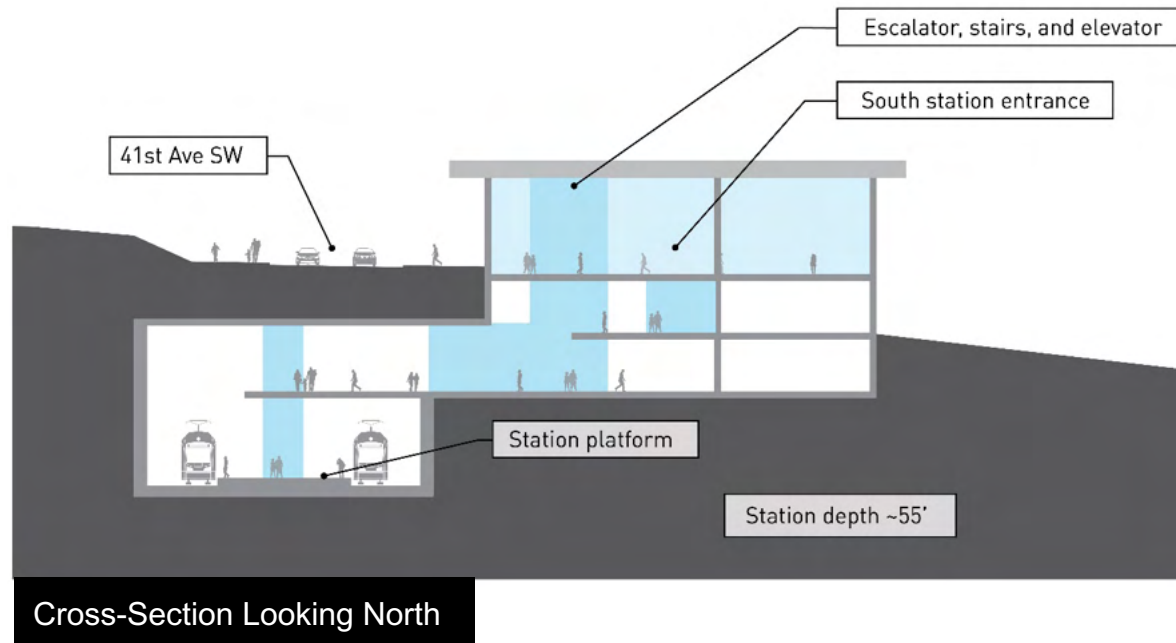 Escalator, stairs, and elevator
South station entrance
41st Ave SW
Station platform
Station depth ~55'
Cross-Section Looking North